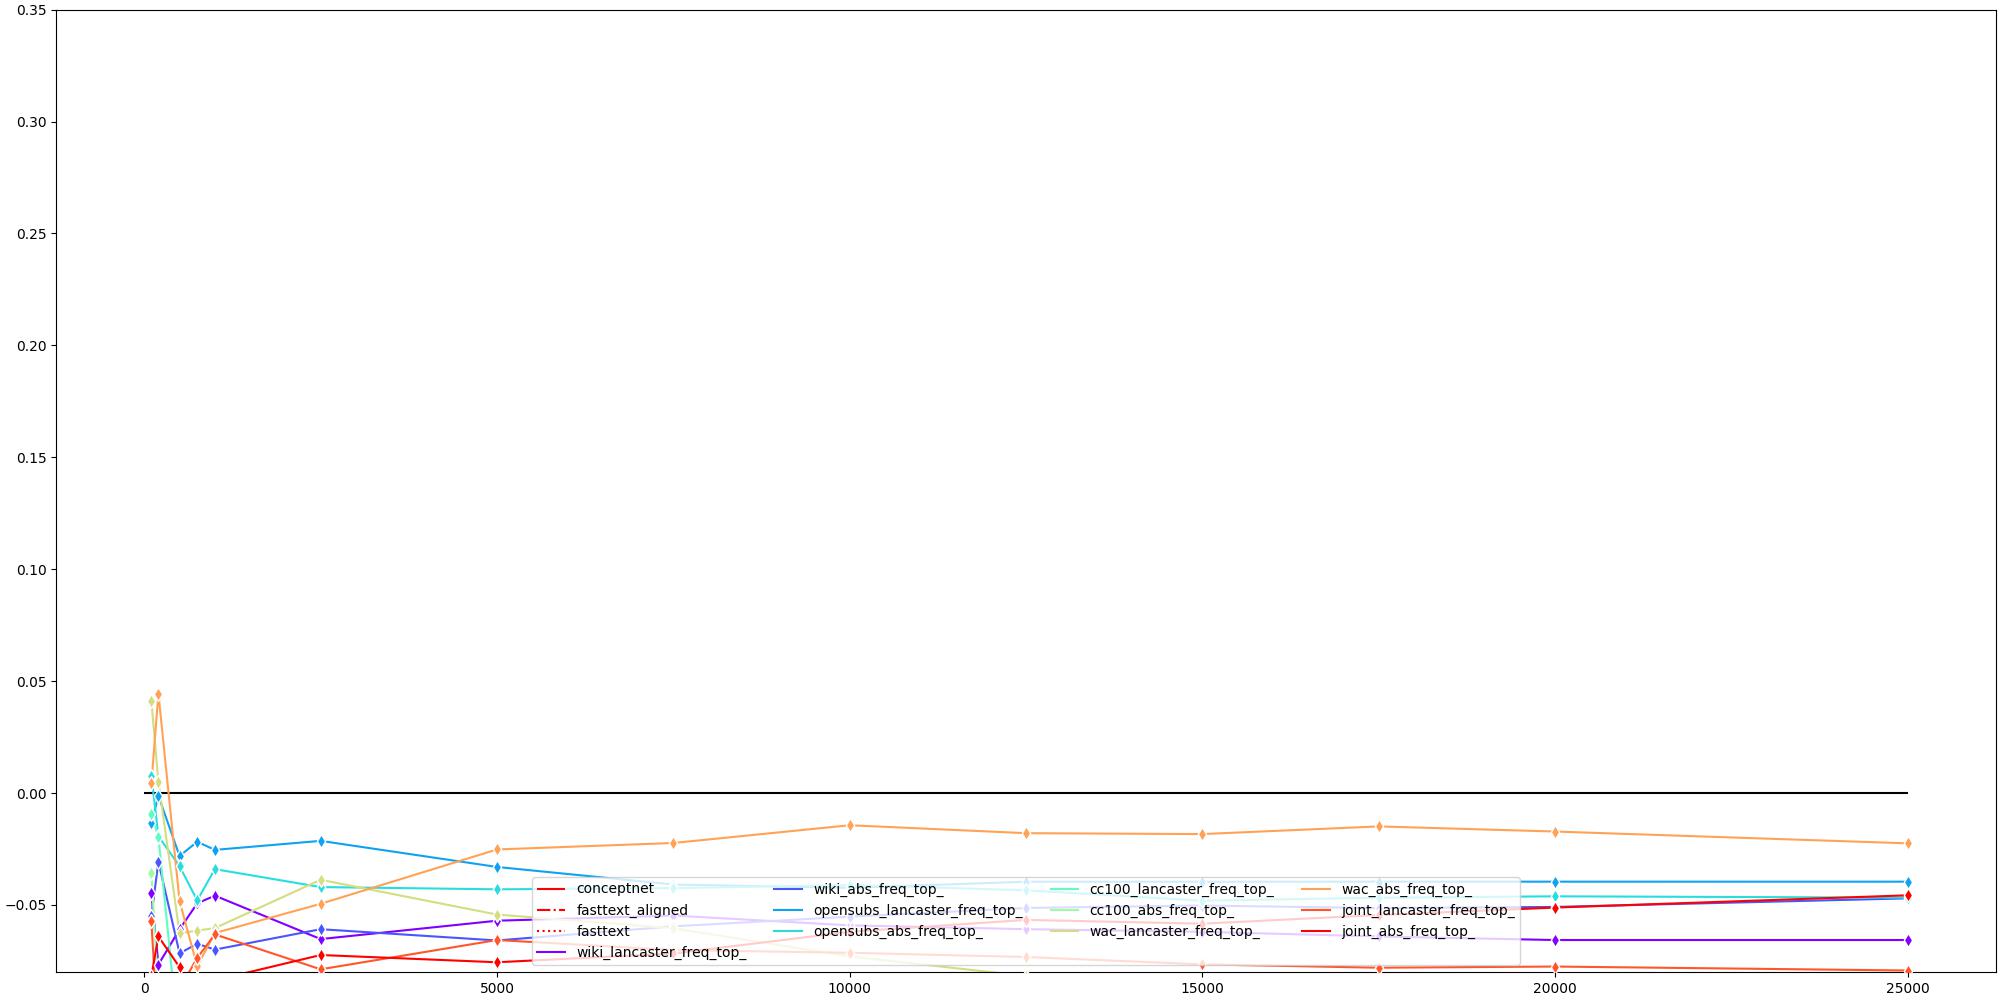 0.35
0.30
0.25
0.20
0.15
0.10
0.05
0.00
−0.05
conceptnet
fasttext_aligned
fasttext
wiki_lancaster_freq_top_
wiki_abs_freq_top_
opensubs_lancaster_freq_top_
opensubs_abs_freq_top_
cc100_lancaster_freq_top_
cc100_abs_freq_top_
wac_lancaster_freq_top_
wac_abs_freq_top_
joint_lancaster_freq_top_
joint_abs_freq_top_
0 5000 10000 15000 20000 25000